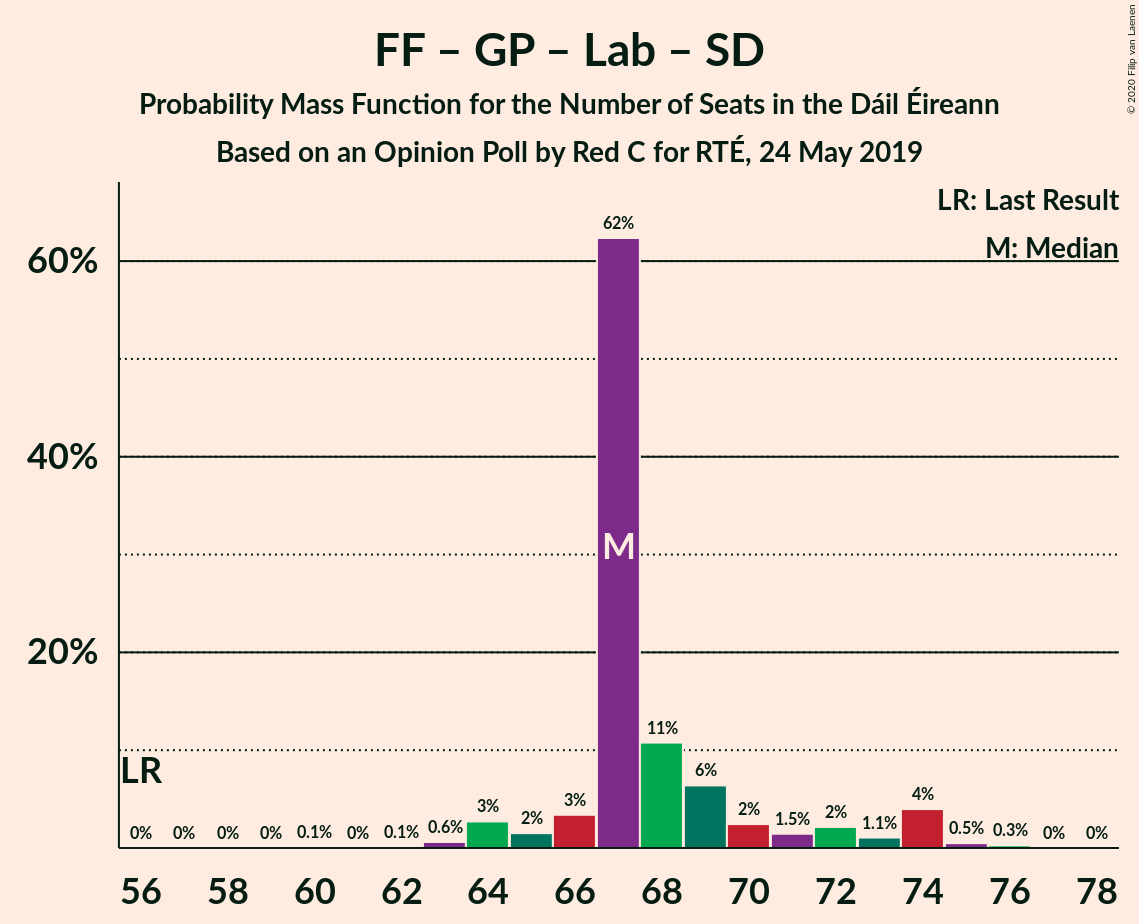 FF – GP – Lab – SD
Probability Mass Function for the Number of Seats in the Dáil Éireann
Based on an Opinion Poll by Red C for RTÉ, 24 May 2019
© 2020 Filip van Laenen
LR: Last Result
M: Median
60%
40%
20%
LR
M
0%
0%
0%
0%
0.1%
0%
0.1%
0.6%
3%
2%
3%
62%
11%
6%
2%
1.5%
2%
1.1%
4%
0.5%
0.3%
0%
0%
56 58 60 62 64 66 68 70 72 74 76 78